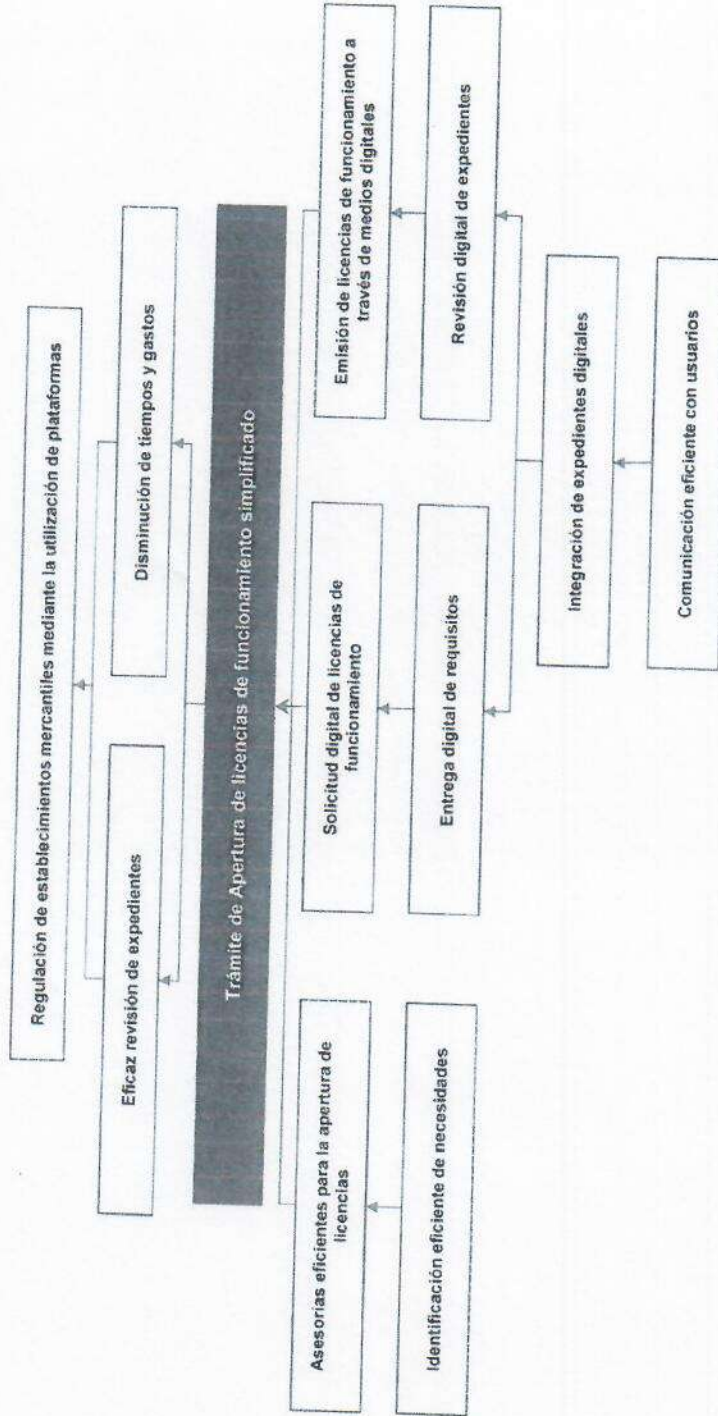 Regulación de establecimientos mercantiles mediante la utilización de plataformas
Eficaz revisión de expedientes
Disminución de tiempos y gastos
Trámite de Apertura de licencias de funcionamiento simplificado
Asesorías eficientes para la apertura de
licencias
Solicitud digital de licencias de
funcionamiento
Emisión de licencias de funcionamiento a
través de medios digitales
Identificación eficiente de necesidades
Entrega digital de requisitos
Revisión digital de expedientes
Integración de expedientes digitales
Comunicación eficiente con usuarios